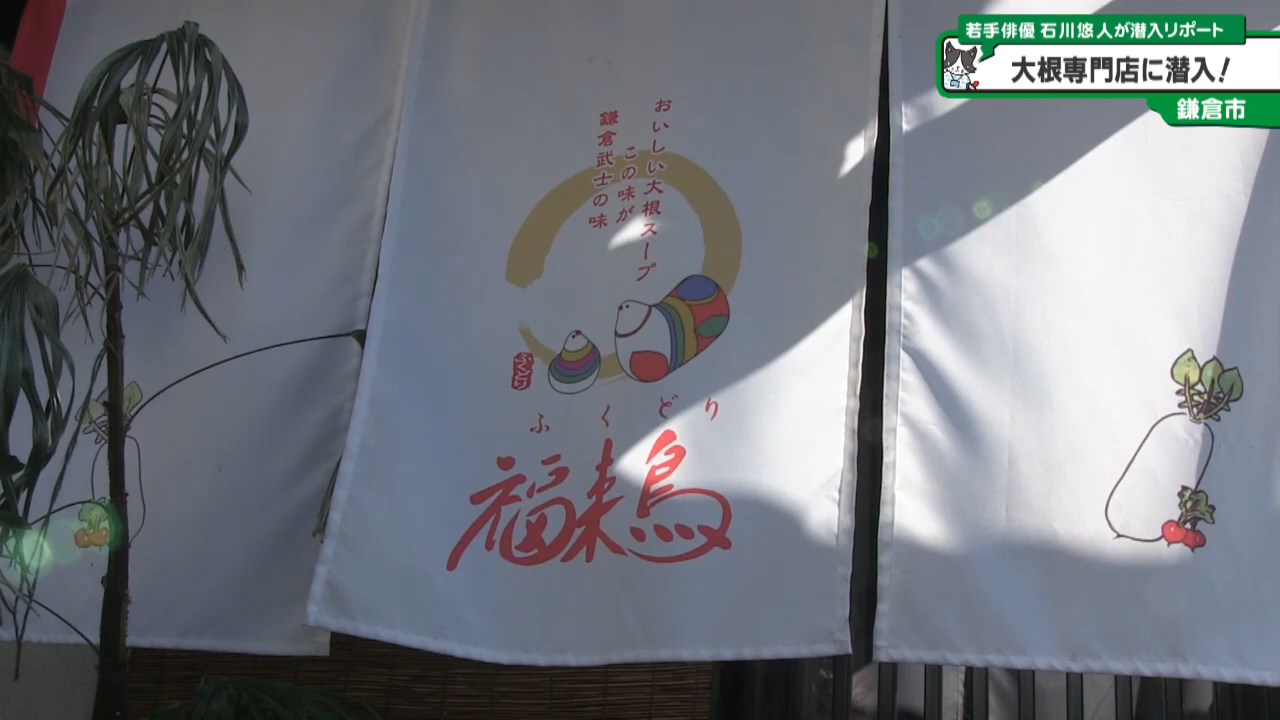 若手俳優 石川悠人が潜入リポート
大根専門店に潜入!
鎌倉市
おいしい大根スープ
この味が
鎌倉武士の味
ふくどり
福来鳥